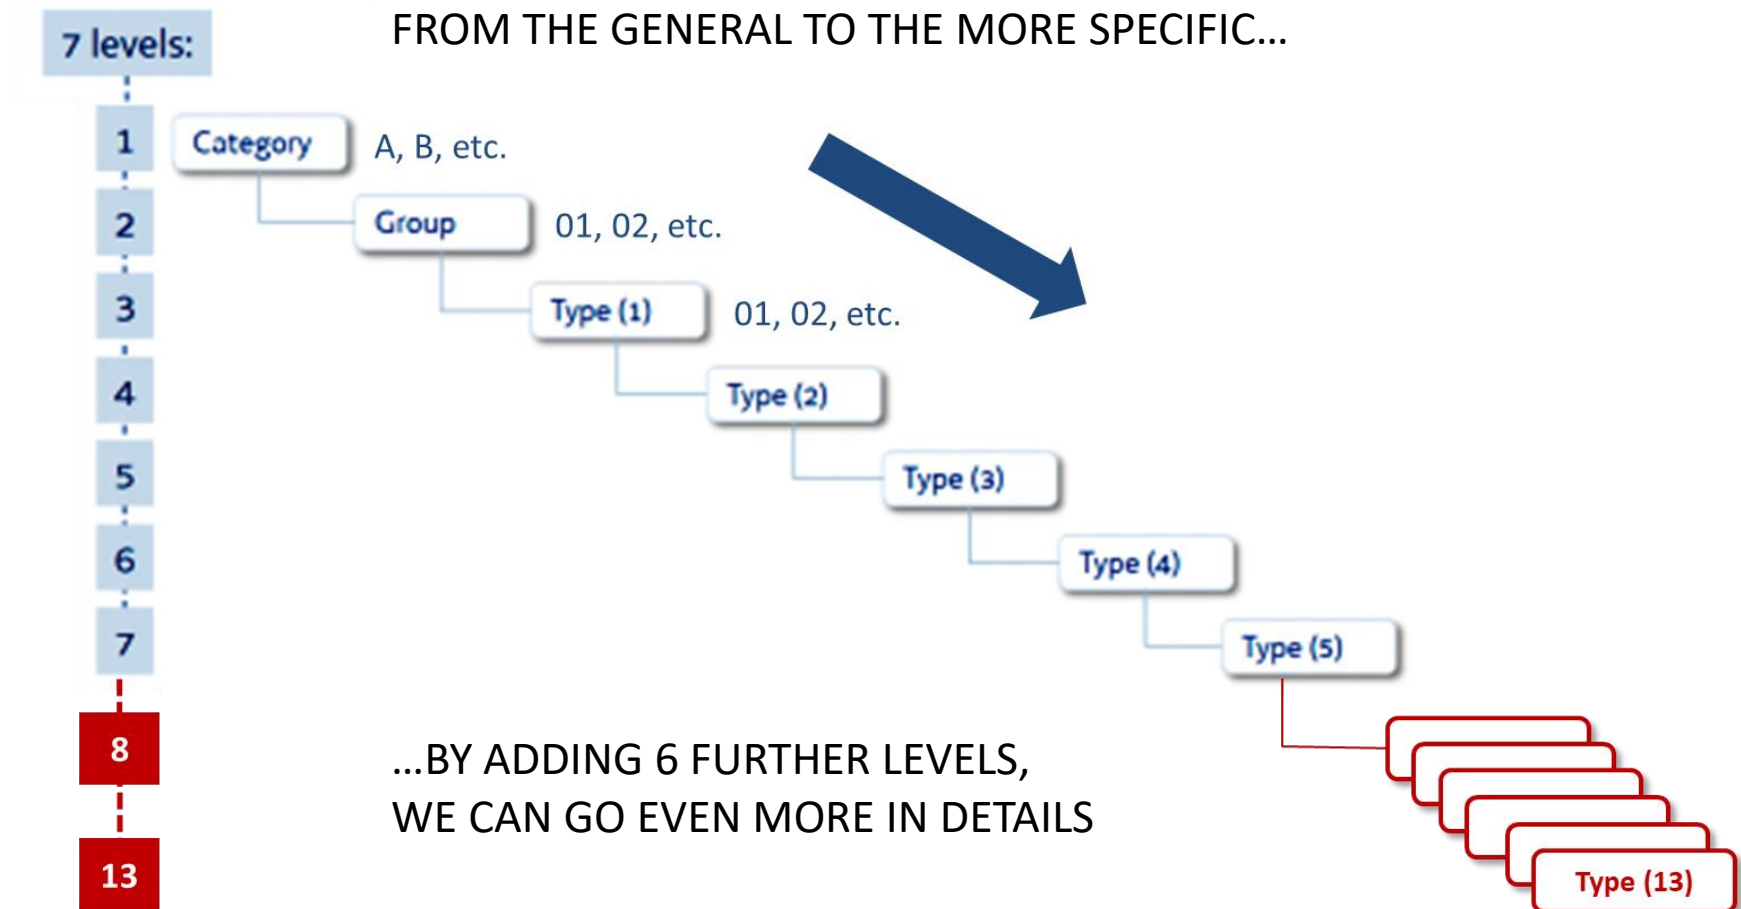 FROM THE GENERAL TO THE MORE SPECIFIC...
7 levels:
1
Category
A, B, etc.
2
Group
01, 02, etc.
3
Type (1)
01, 02, etc.
4
Type (2)
5
Type (3)
6
Type (4)
7
Type (5)
8
...BY ADDING 6 FURTHER LEVELS,
WE CAN GO EVEN MORE IN DETAILS
13
Type (13)